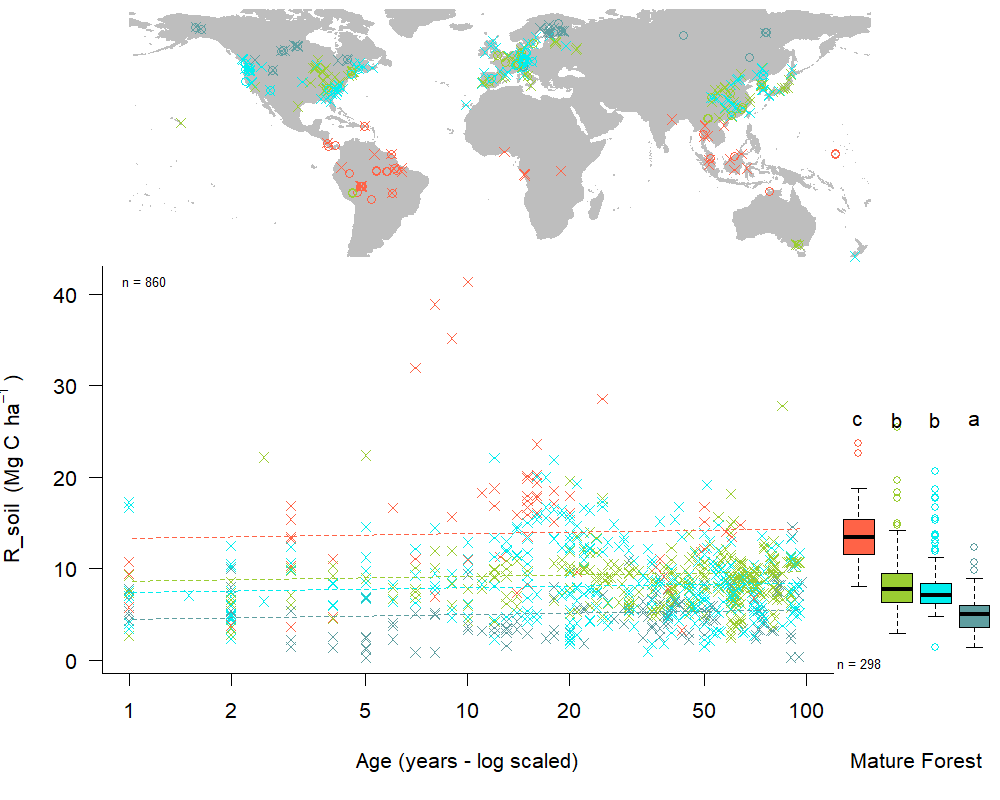 n = 860
40
30
20
10
0
R_soil (Mg C ha⁻¹)
1 2 5 10 20 50 100
Age (years - log scaled)
c b b a
n = 298
Mature Forest